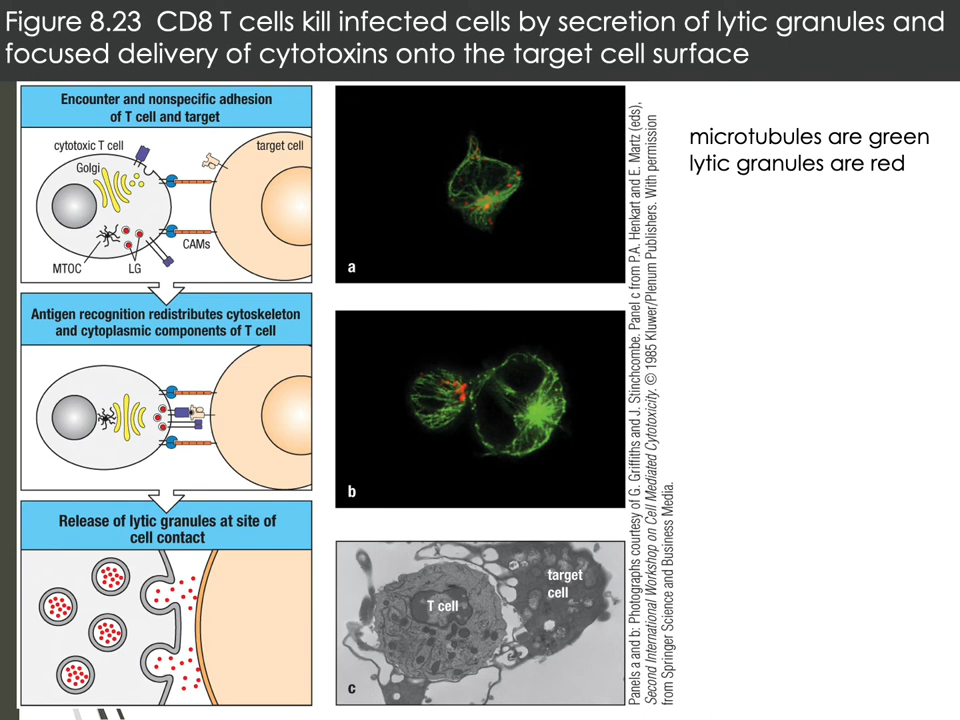 Figure 8.23  CD8 T cells kill infected cells by secretion of lytic granules and
focused delivery of cytotoxins onto the target cell surface
Encounter and nonspecific adhesion
of T cell and target
cytotoxic T cell
target cell
Golgi
CAMs
MTOC
LG
a
microtubules are green
lytic granules are red
Antigen recognition redistributes cytoskeleton
and cytoplasmic components of T cell
b
Release of lytic granules at site of
cell contact
T cell
target
cell
c
Panels a and b: Photographs courtesy of G. Griffiths and J. Stinchcombe. Panel c from P.A. Henkart and E. Martz (eds),
Second International Workshop on Cell Mediated Cytotoxicity. © 1985 Kluwer/Plenum Publishers. With permission
from Springer Science and Business Media.